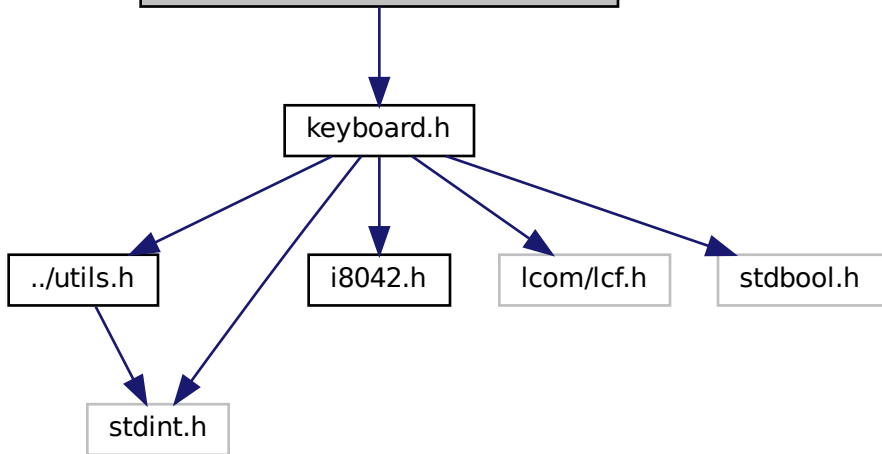 keyboard.h
../utils.h
i8042.h
lcom/lcf.h
stdbool.h
stdint.h